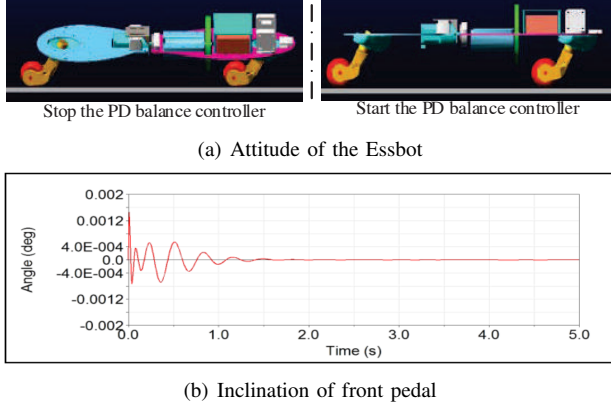 Stop the PD balance controller
Start the PD balance controller
(a) Attitude of the Essbot
0.002
0.0012
4.0E-004
0.0
-4.0E-004
-0.0012
-0.002
Angle (deg)
0.0 1.0 2.0 3.0 4.0 5.0
Time (s)
(b) Inclination of front pedal